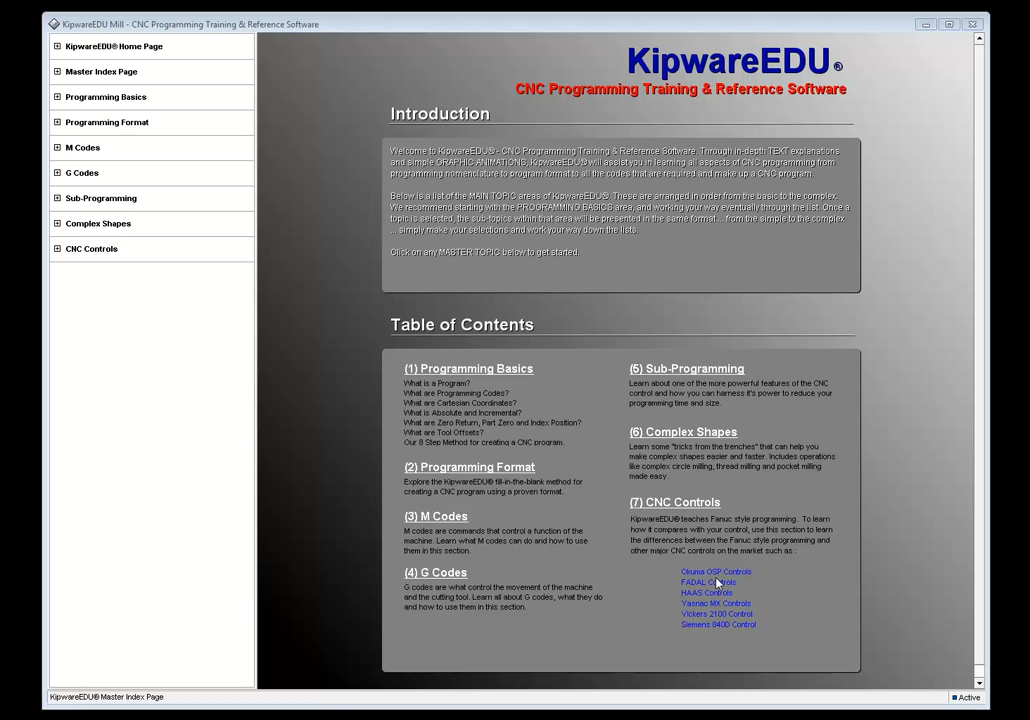 KipwareEDU Mill - CNC Programming Training & Reference Software
KipwareEDU® Home Page
Master Index Page
Programming Basics
Programming Format
M Codes
G Codes
Sub-Programming
Complex Shapes
CNC Controls
KipwareEDU®
CNC Programming Training & Reference Software
Introduction
Welcome to KipwareEDU® - CNC Programming Training & Reference Software. Through in-depth TEXT explanations
and simple GRAPHIC ANIMATIONS, KipwareEDU® will assist you in learning all aspects of CNC programming from
programming nomenclature to program format to all the codes that are required and make up a CNC program.
Below is a list of the MAIN TOPIC areas of KipwareEDU®. These are arranged in order from the basic to the complex.
We recommend starting with the PROGRAMMING BASICS area, and working your way eventually through the list. Once a
topic is selected, the sub-topics within that area will be presented in the same format ... from the simple to the complex
... simply make your selections and work your way down the lists.
Click on any MASTER TOPIC below to get started.
Table of Contents
(1) Programming Basics
What is a Program?
What are Programming Codes?
What are Cartesian Coordinates?
What is Absolute and Incremental?
What are Zero Return, Part Zero and Index Position?
What are Tool Offsets?
Our 8 Step Method for creating a CNC program.
(2) Programming Format
Explore the KipwareEDU® fill-in-the-blank method for
creating a CNC program using a proven format.
(3) M Codes
M codes are commands that control a function of the
machine. Learn what M codes can do and how to use
them in this section.
(4) G Codes
G codes are what control the movement of the machine
and the cutting tool. Learn all about G codes, what they do
and how to use them in this section.
(5) Sub-Programming
Learn about one of the more powerful features of the CNC
control and how you can harness it's power to reduce your
programming time and size.
(6) Complex Shapes
Learn some "tricks from the trenches" that can help you
make complex shapes easier and faster. Includes operations
like complex circle milling, thread milling and pocket milling
made easy.
(7) CNC Controls
KipwareEDU® teaches Fanuc style programming. To learn
how it compares with your control, use this section to learn
the differences between the Fanuc style programming and
other major CNC controls on the market such as :
Okuma OSP Controls
FADAL Controls
HAAS Controls
Yasnac MX Controls
Vickers 2100 Control
Siemens 840D Control
KipwareEDU® Master Index Page
Active